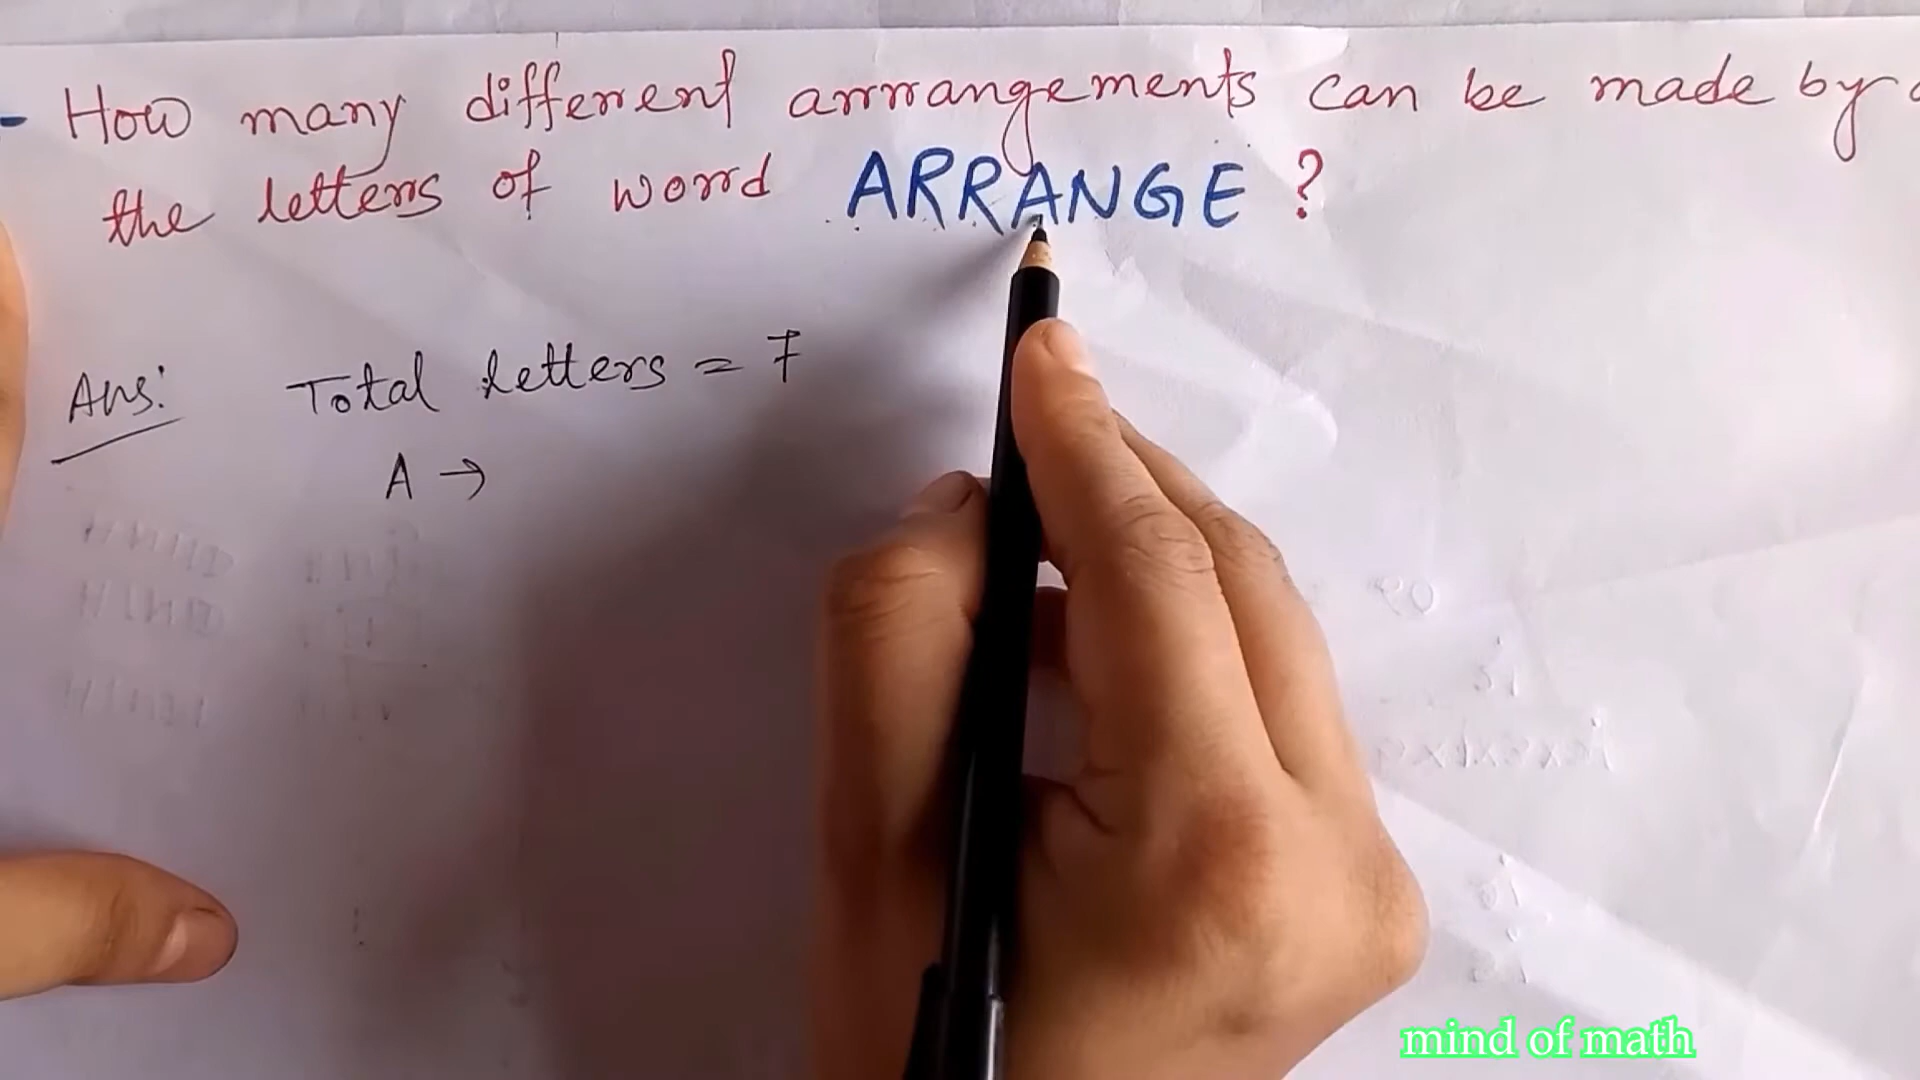 How many different arrangements can be made by
the letters of word ARRANGE ?
Ans: Total letters = 7
A →
mind of math